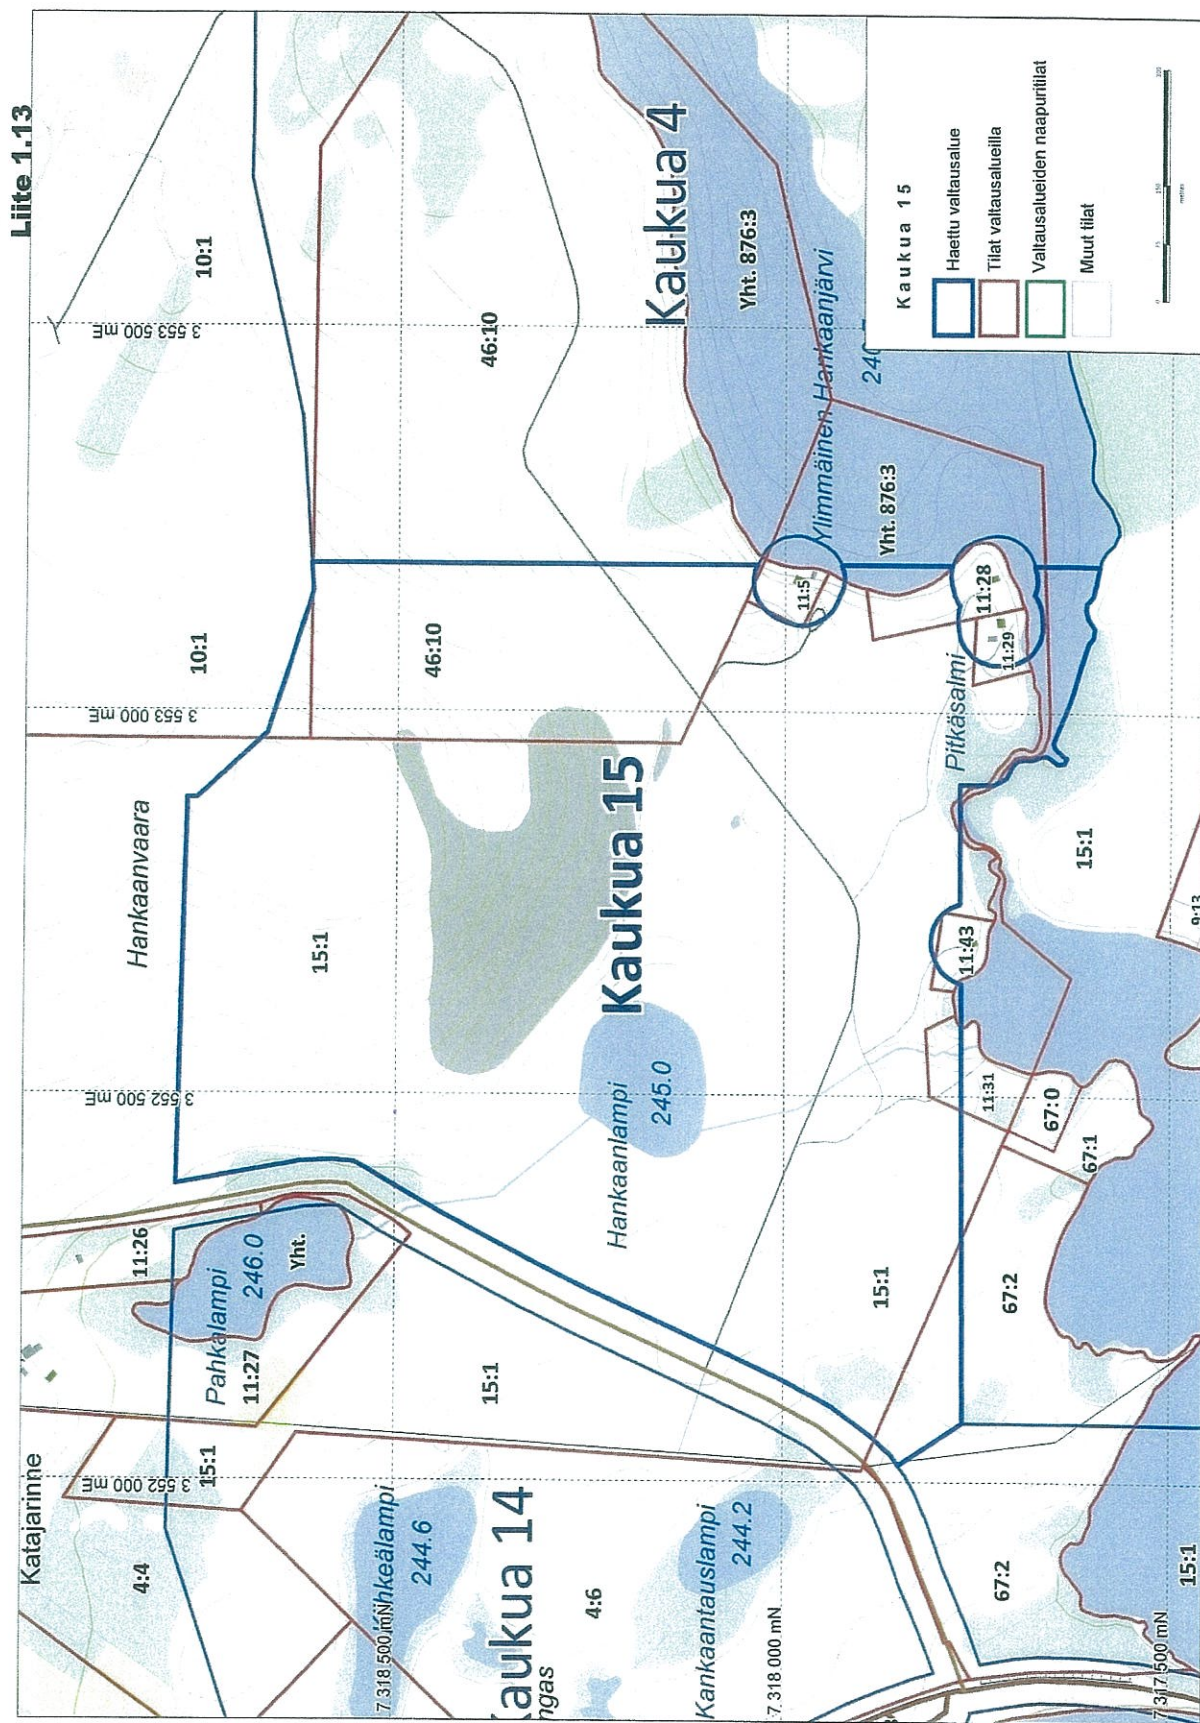 Liite 1.13
Katajarinne
Hankaanvaara
10:1
10:1
3 552 000 mE
3 552 500 mE
3 553 000 mE
3 553 500 mE
4:4
15:1
11:26
Pahkalampi
246.0
Yht.
11:27
15:1
46:10
46:10
15:1
244.6
7 318 500 mN
Kaukua 15
Kaukua 4
Hankaanlampi
245.0
aukua 14
ngas
4:6
Kankaantauslampi
244.2
7 318 000 mN
Yht. 876:3
Ylimmäinen Hankaanjärvi
240
Yht. 876:3
11:5
11:28
11:29
Pitkäsalmi
15:1
11:43
11:31
67:0
67:1
67:2
67:2
15:1
15:1
9:13
7 317 500 mN
Kaukua 15
Haettu valtausalue
Tilat valtausalueilla
Valtausalueiden naapuritilat
Muut tilat